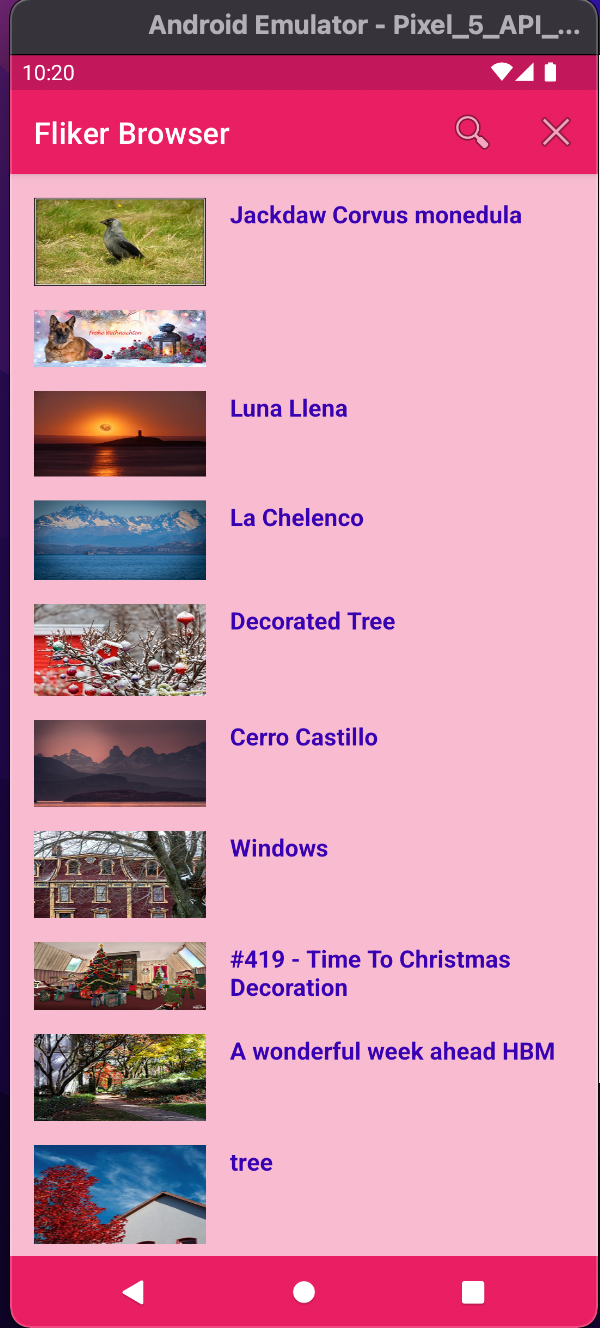 Android Emulator - Pixel_5_API_...
10:20
Fliker Browser
Jackdaw Corvus monedula
Frohe Weihnachten
Luna Llena
La Chelenco
Decorated Tree
Cerro Castillo
Windows
#419 - Time To Christmas
Decoration
A wonderful week ahead HBM
tree